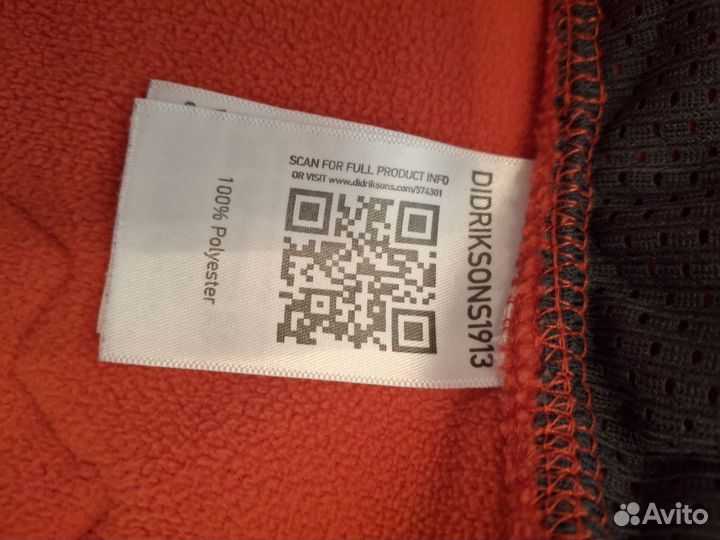 DIDRIKSONS1913
SCAN FOR FULL PRODUCT INFO
OR VISIT www.didriksons.com/574301
100% Polyester
Avito